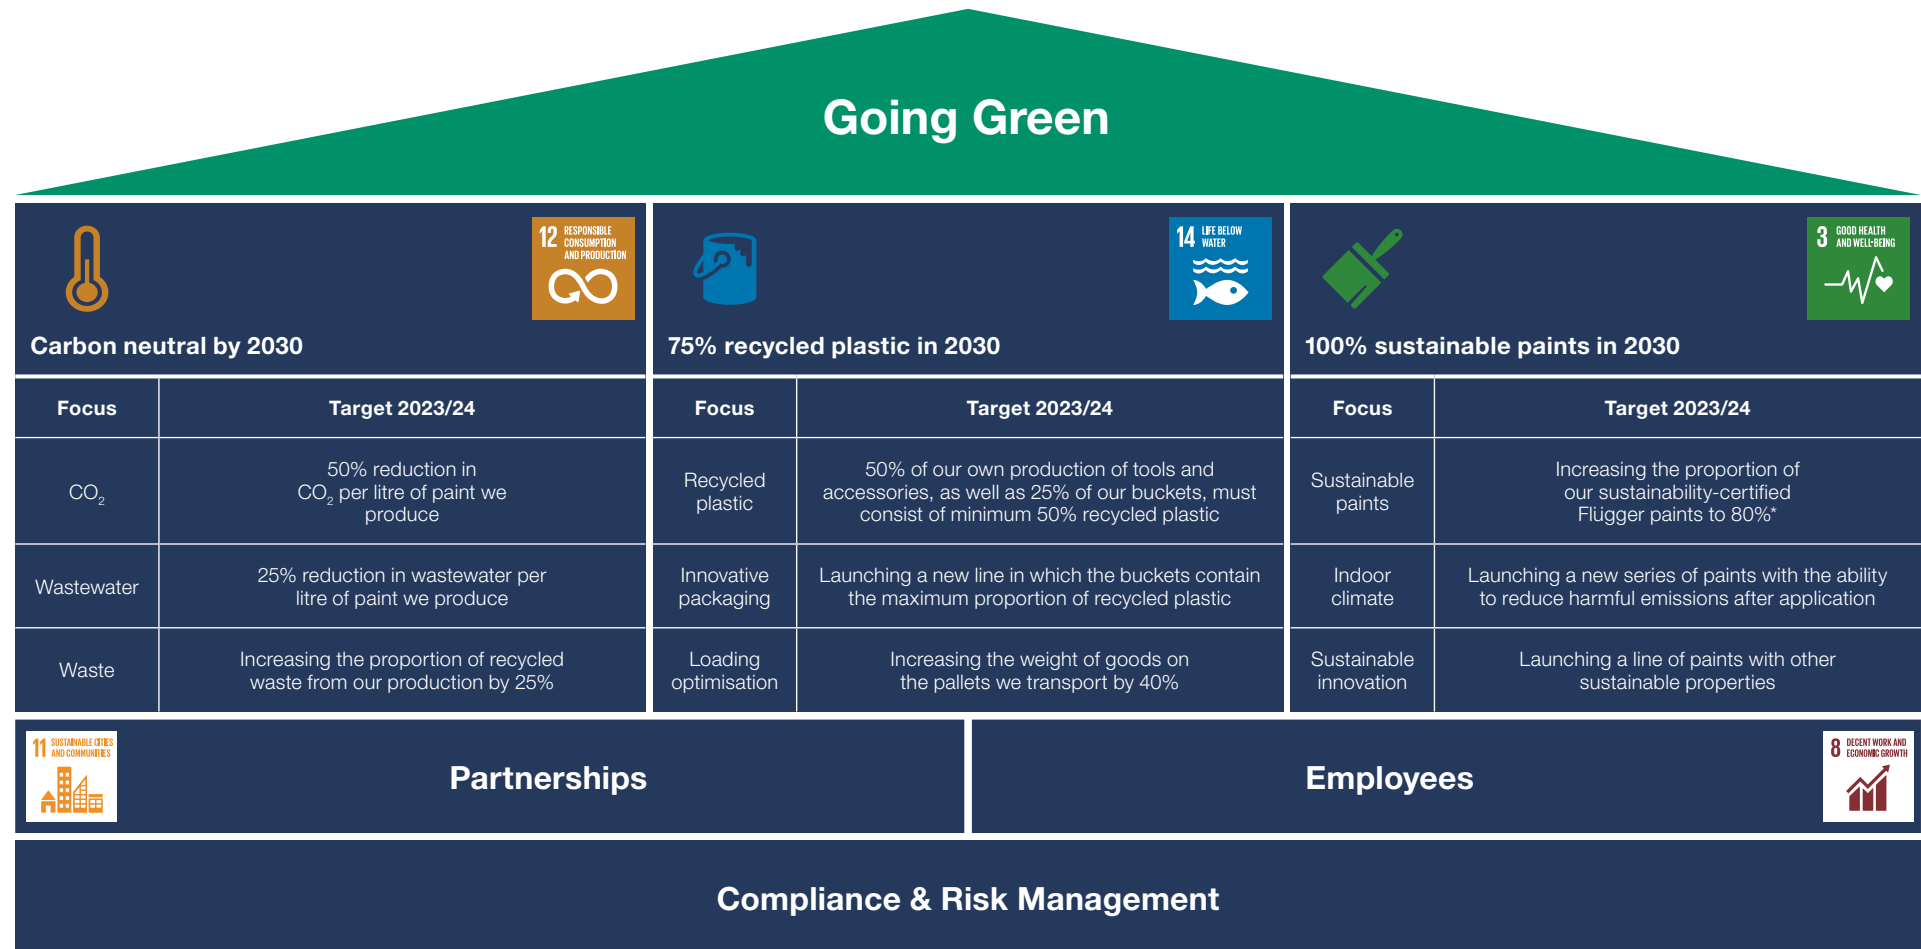 Going Green
12 RESPONSIBLE
CONSUMPTION
AND PRODUCTION
Carbon neutral by 2030
Focus
Target 2023/24
CO₂
50% reduction in
CO₂ per litre of paint we
produce
Wastewater
25% reduction in wastewater per
litre of paint we produce
Waste
Increasing the proportion of recycled
waste from our production by 25%
14 LIFE BELOW
WATER
75% recycled plastic in 2030
Focus
Target 2023/24
Recycled
plastic
50% of our own production of tools and
accessories, as well as 25% of our buckets, must
consist of minimum 50% recycled plastic
Innovative
packaging
Launching a new line in which the buckets contain
the maximum proportion of recycled plastic
Loading
optimisation
Increasing the weight of goods on
the pallets we transport by 40%
3 GOOD HEALTH
AND WELL-BEING
100% sustainable paints in 2030
Focus
Target 2023/24
Sustainable
paints
Increasing the proportion of
our sustainability-certified
Flügger paints to 80%*
Indoor
climate
Launching a new series of paints with the ability
to reduce harmful emissions after application
Sustainable
innovation
Launching a line of paints with other
sustainable properties
11 SUSTAINABLE CITIES
AND COMMUNITIES
Partnerships
Employees
8 DECENT WORK AND
ECONOMIC GROWTH
Compliance & Risk Management